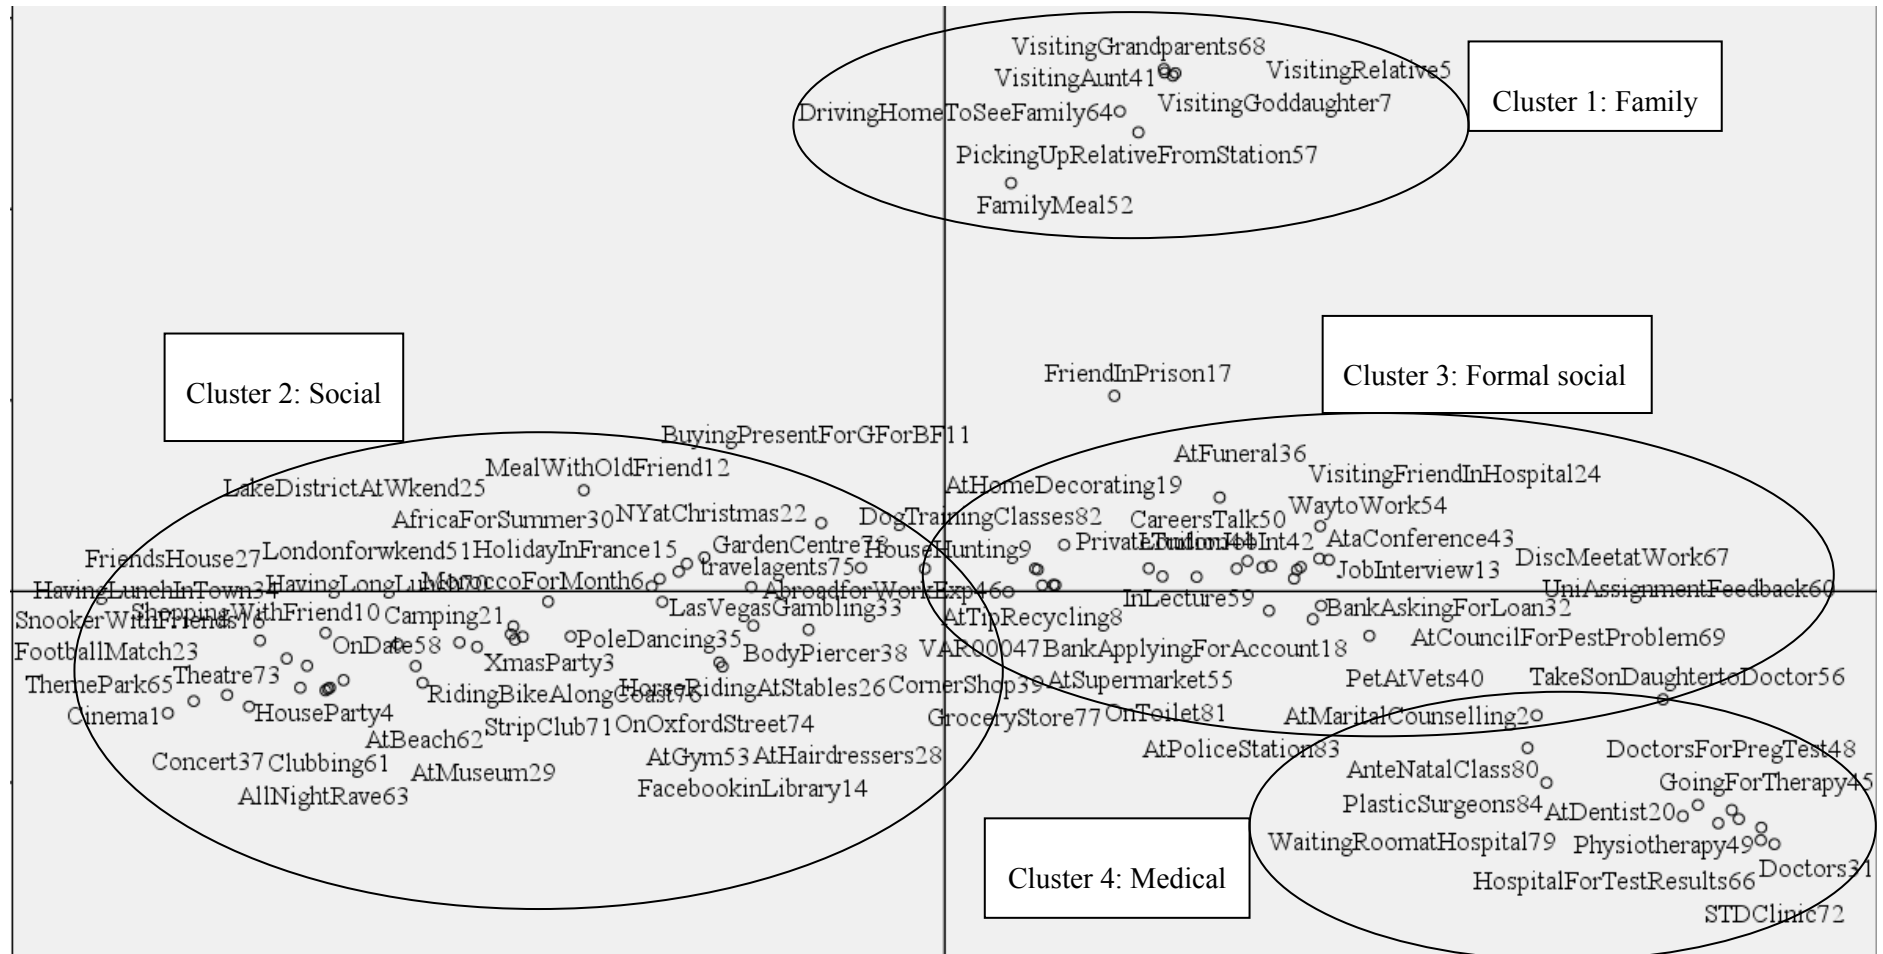 VisitingGrandparents68
VisitingAunt41
VisitingRelative5
VisitingGoddaughter7
DrivingHomeToSeeFamily64
PickingUpRelativeFromStation57
FamilyMeal52
Cluster 1: Family
FriendInPrison17
Cluster 3: Formal social
Cluster 2: Social
BuyingPresentForGForBF11
MealWithOldFriend12
LakeDistrictAtWkend25
AfricaForSummer30
NYatChristmas22
Londonforwkend51
HolidayInFrance15
GardenCentre78
FriendsHouse27
travelagents75
HavingLunchInTown34
HavingLongLunch70
MoroccoForMonth6
AbroadforWorkExp46
ShoppingWithFriend10
Camping21
LasVegasGambling33
SnookerWithFriends16
FootballMatch23
OnDate58
PoleDancing35
BodyPiercer38
Theatre73
XmasParty3
ThemePark65
RidingBikeAlongCoast76
HorseRidingAtStables26
Cinema1
HouseParty4
StripClub71
OnOxfordStreet74
AtBeach62
Concert37
Clubbing61
AtMuseum29
AtGym53
AtHairdressers28
AllNightRave63
FacebookinLibrary14
AtFuneral36
AtHomeDecorating19
VisitingFriendInHospital24
WaytoWork54
DogTrainingClasses82
CareersTalk50
HouseHunting9
PrivateTuition44
LondonJobInt42
AtaConference43
DiscMeetatWork67
JobInterview13
UniAssignmentFeedback60
InLecture59
AtTipRecycling8
BankAskingForLoan32
VAR00047
BankApplyingForAccount18
AtCouncilForPestProblem69
CornerShop39
AtSupermarket55
PetAtVets40
TakeSonDaughtertoDoctor56
GroceryStore77
OnToilet81
AtMaritalCounselling2
AtPoliceStation83
DoctorsForPregTest48
AnteNatalClass80
GoingForTherapy45
PlasticSurgeons84
AtDentist20
WaitingRoomatHospital79
Physiotherapy49
Doctors31
HospitalForTestResults66
STDClinic72
Cluster 4: Medical